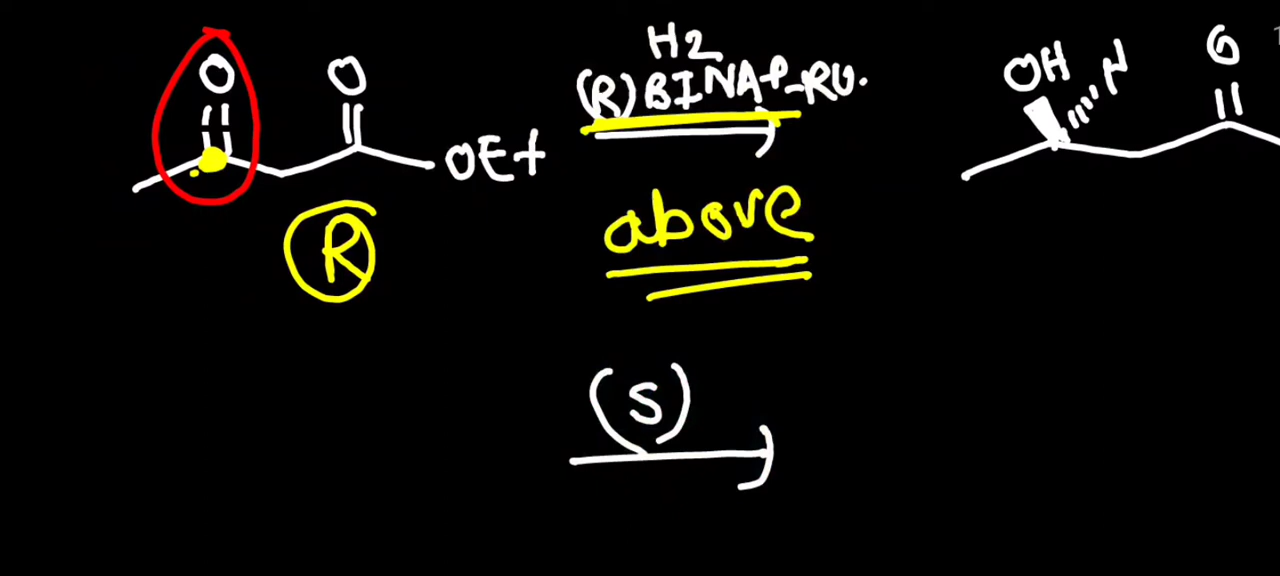 H2
(R) BINAP-RU.
O O
OEt
OH
O
R
above
(S)